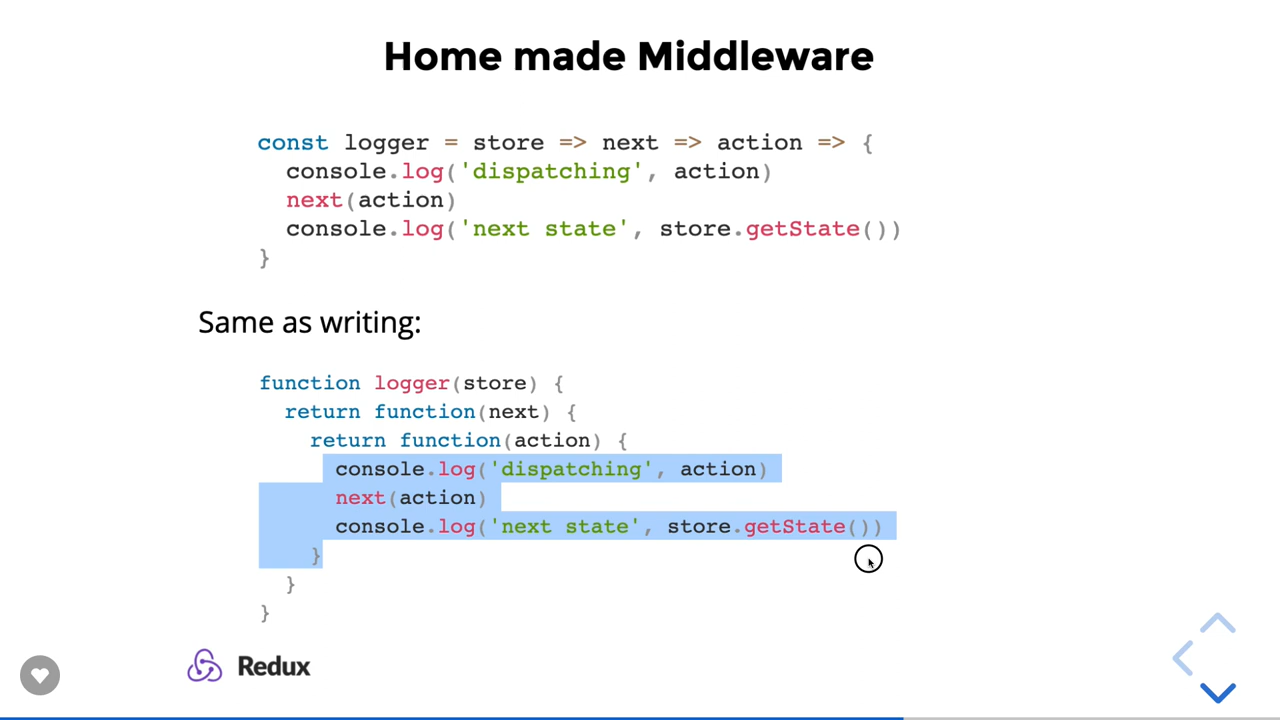 Home made Middleware
const logger = store => next => action => {
  console.log('dispatching', action)
  next(action)
  console.log('next state', store.getState())
}
Same as writing:
function logger(store) {
  return function(next) {
    return function(action) {
      console.log('dispatching', action)
      next(action)
      console.log('next state', store.getState())
    }
  }
}
Redux